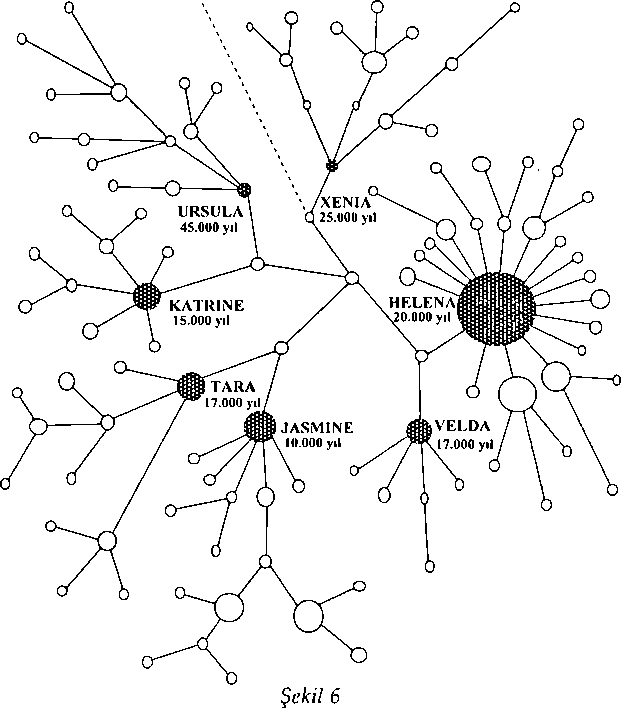 XENIA
25.000 yıl
URSULA
45.000 yıl
HELENA
20.000 yıl
KATRINE
15.000 yıl
TARA
17.000 yıl
JASMINE
10.000 yıl
VELDA
17.000 yıl
Şekil 6